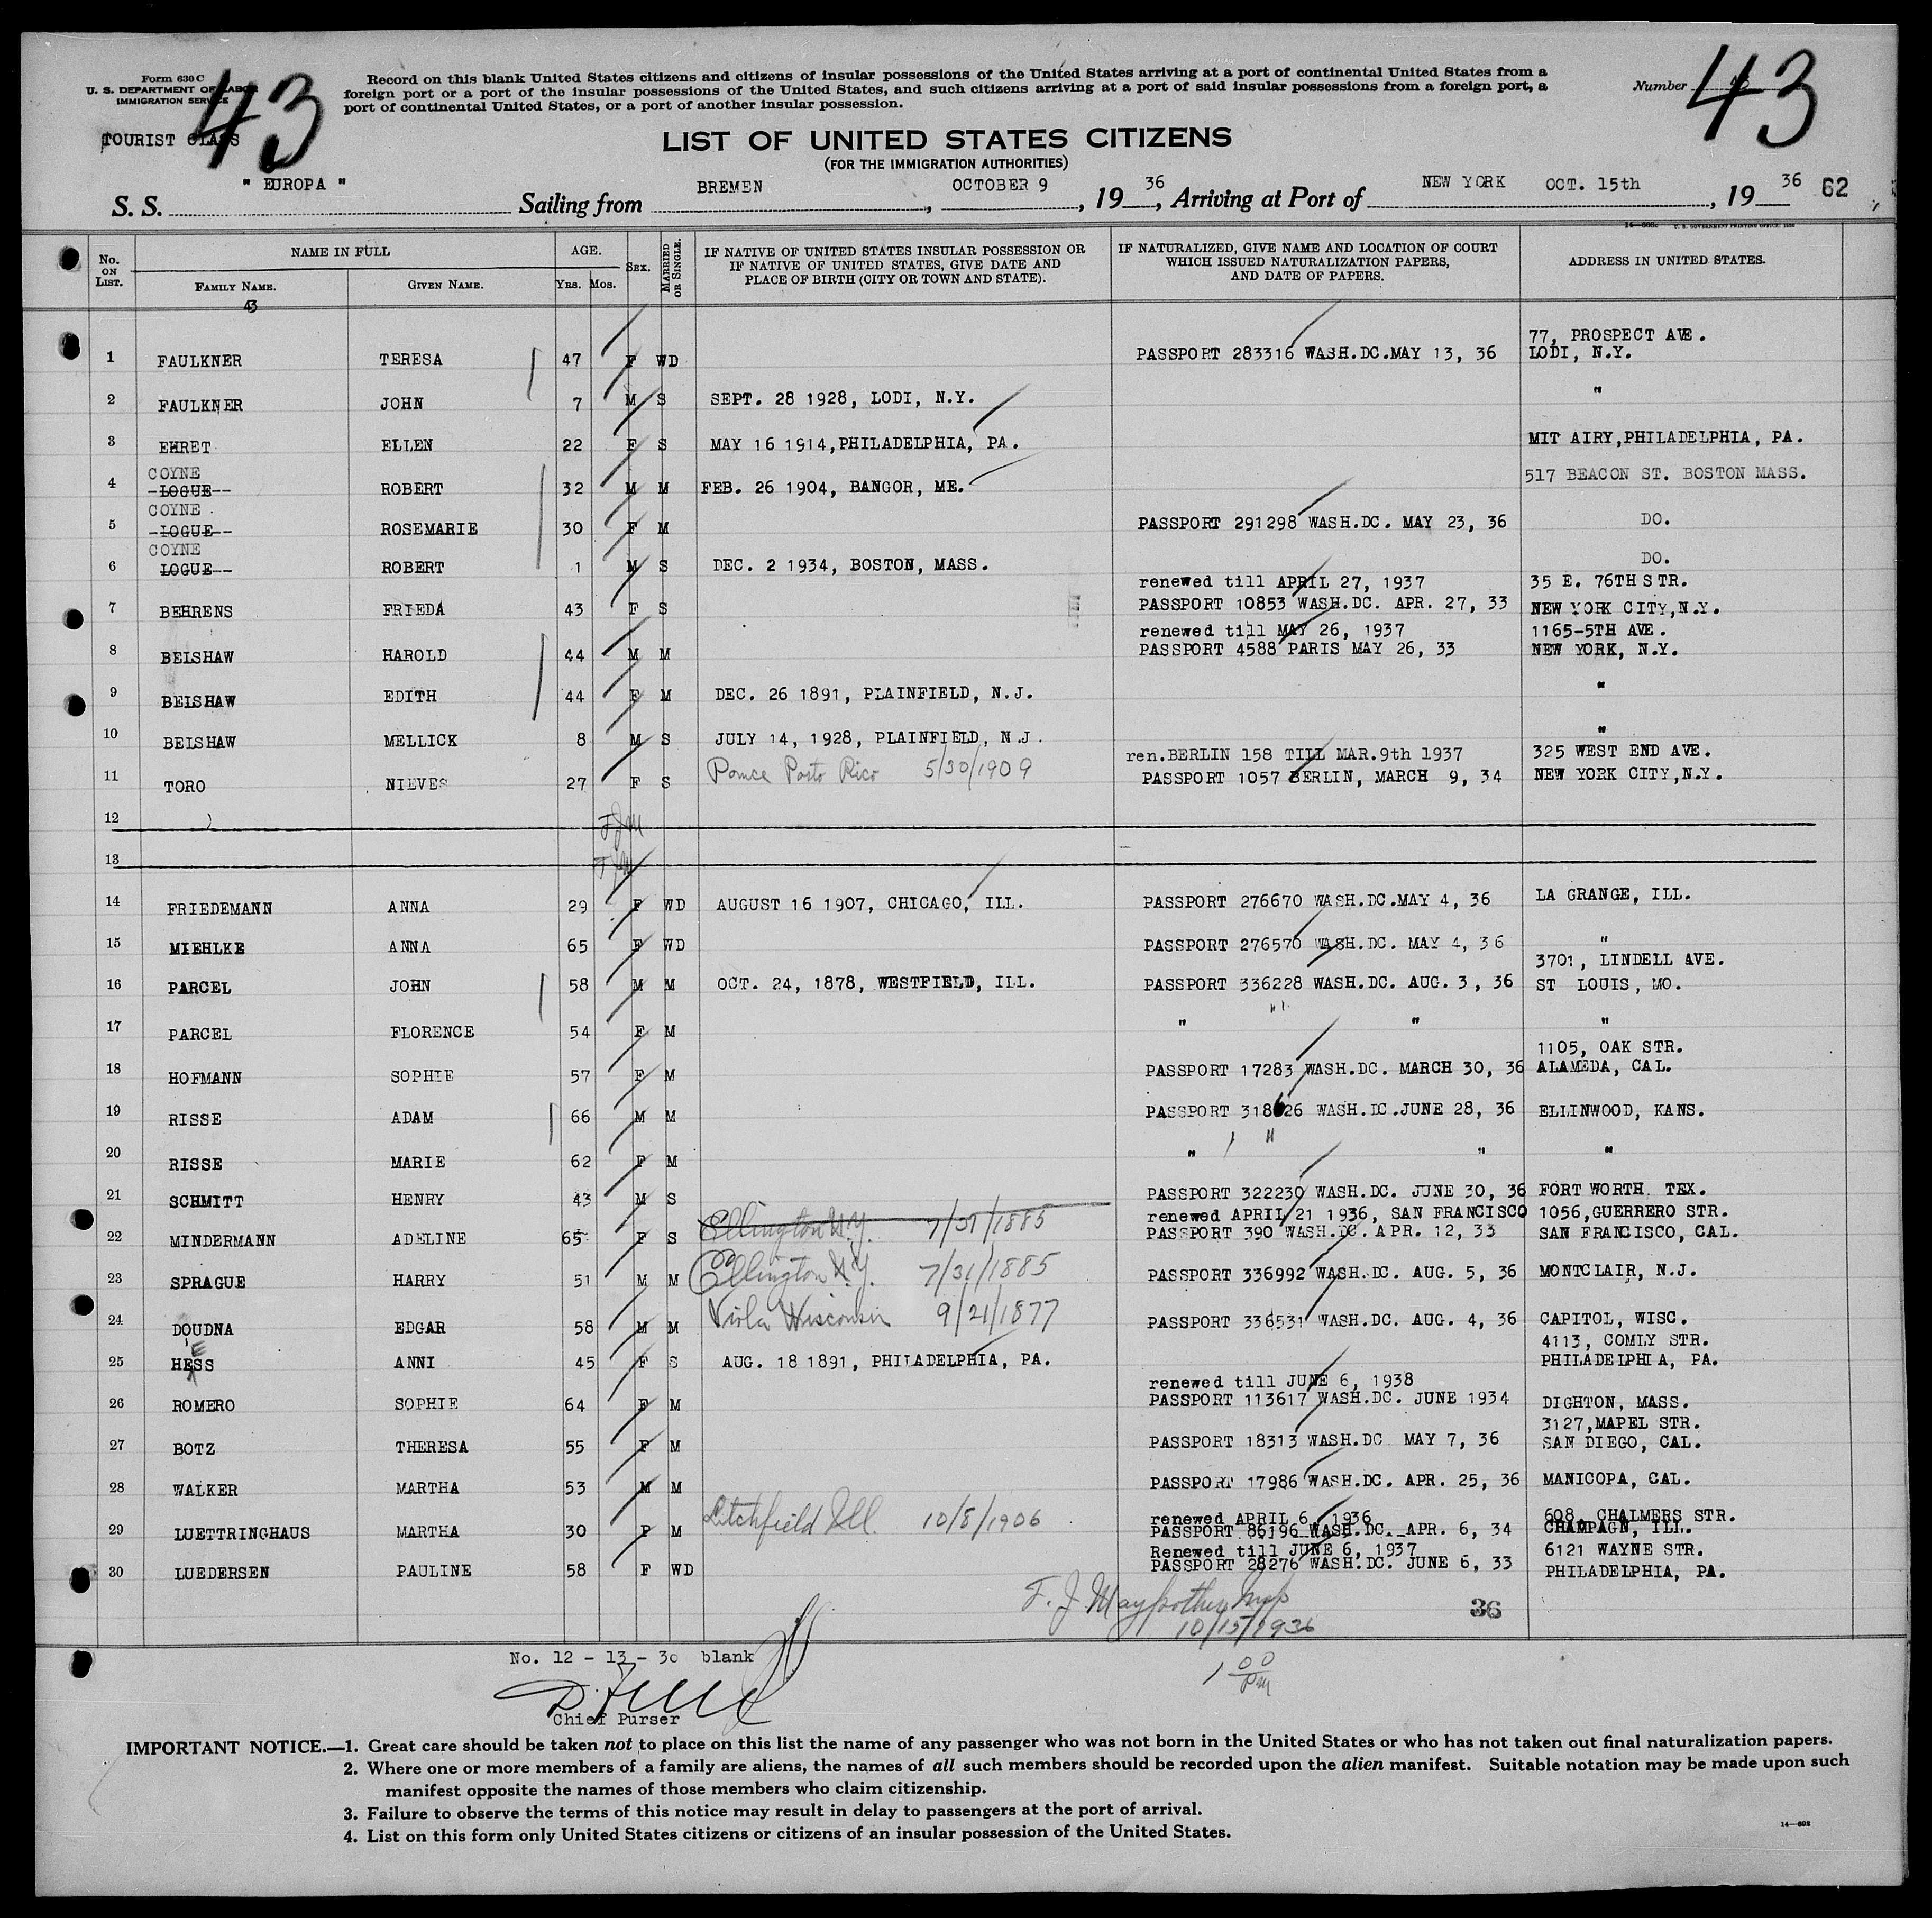 Form 630 C
U. S. DEPARTMENT OF LABOR
IMMIGRATION SERVICE
TOURIST CLASS
43
Record on this blank United States citizens and citizens of insular possessions of the United States arriving at a port of continental United States from a
foreign port or a port of the insular possessions of the United States, and such citizens arriving at a port of said insular possessions from a foreign port, a
port of continental United States, or a port of another insular possession.
Number 43
LIST OF UNITED STATES CITIZENS
(FOR THE IMMIGRATION AUTHORITIES)
S. S. " EUROPA " Sailing from BREMEN, OCTOBER 9, 1936, Arriving at Port of NEW YORK OCT. 15th, 1936 62
No. ON LIST. NAME IN FULL AGE. SEX. MARRIED OR SINGLE. IF NATIVE OF UNITED STATES INSULAR POSSESSION OR IF NATIVE OF UNITED STATES, GIVE DATE AND PLACE OF BIRTH (CITY OR TOWN AND STATE). IF NATURALIZED, GIVE NAME AND LOCATION OF COURT WHICH ISSUED NATURALIZATION PAPERS, AND DATE OF PAPERS. ADDRESS IN UNITED STATES.
FAMILY NAME. GIVEN NAME. YRS. MOS.
43
77, PROSPECT AVE.
1 FAULKNER TERESA 47 F WD PASSPORT 283316 WASH.DC.MAY 13, 36 LODI, N.Y.
2 FAULKNER JOHN 7 M S SEPT. 28 1928, LODI, N.Y. "
3 EHRET ELLEN 22 F S MAY 16 1914,PHILADELPHIA, PA. MIT AIRY,PHILADELPHIA, PA.
COYNE 517 BEACON ST. BOSTON MASS.
4 LOGUE ROBERT 32 M M FEB. 26 1904, BANGOR, ME.
COYNE
5 LOGUE ROSEMARIE 30 F M PASSPORT 291298 WASH.DC. MAY 23, 36 DO.
COYNE DO.
6 LOGUE ROBERT 1 M S DEC. 2 1934, BOSTON, MASS.
renewed till APRIL 27, 1937 35 E. 76TH STR.
7 BEHRENS FRIEDA 43 F S PASSPORT 10853 WASH.DC. APR. 27, 33 NEW YORK CITY,N.Y.
renewed till MAY 26, 1937 1165-5TH AVE.
8 BELSHAW HAROLD 44 M M PASSPORT 4588 PARIS MAY 26, 33 NEW YORK, N.Y.
9 BELSHAW EDITH 44 F M DEC. 26 1891, PLAINFIELD, N.J. "
10 BELSHAW MELLICK 8 M S JULY 14, 1928, PLAINFIELD, N.J. "
ren.BERLIN 158 TILL MAR.9th 1937 325 WEST END AVE.
11 TORO NIEVES 27 F S Ponce Porto Rico 5/30/1909 PASSPORT 1057 BERLIN, MARCH 9, 34 NEW YORK CITY,N.Y.
12
13
14 FRIEDEMANN ANNA 29 F WD AUGUST 16 1907, CHICAGO, ILL. PASSPORT 276670 WASH.DC.MAY 4, 36 LA GRANGE, ILL.
15 MIEHLKE ANNA 65 F WD PASSPORT 276570 WASH.DC. MAY 4, 36 "
3701, LINDELL AVE.
16 PARCEL JOHN 58 M M OCT. 24, 1878, WESTFIELD, ILL. PASSPORT 336228 WASH.DC. AUG. 3, 36 ST LOUIS, MO.
17 PARCEL FLORENCE 54 F M " " " "
1105, OAK STR.
18 HOFMANN SOPHIE 57 F M PASSPORT 17283 WASH.DC. MARCH 30, 36 ALAMEDA, CAL.
19 RISSE ADAM 66 M M PASSPORT 318626 WASH.DC.JUNE 28, 36 ELLINWOOD, KANS.
20 RISSE MARIE 62 F M " " " "
21 SCHMITT HENRY 43 M S PASSPORT 322230 WASH.DC. JUNE 30, 36 FORT WORTH TEX.
renewed APRIL 21 1936, SAN FRANCISCO 1056,GUERRERO STR.
22 MINDERMANN ADELINE 65 F S Ellington N.Y. 7/31/1885 PASSPORT 390 WASH.DC. APR. 12, 33 SAN FRANCISCO, CAL.
23 SPRAGUE HARRY 51 M M Ellington N.Y. 7/31/1885 PASSPORT 336992 WASH.DC. AUG. 5, 36 MONTCLAIR, N.J.
24 DOUDNA EDGAR 58 M M Viola Wisconsin 9/21/1877 PASSPORT 336531 WASH.DC. AUG. 4, 36 CAPITOL, WISC.
E 4113, COMLY STR.
25 HESS ANNI 45 F S AUG. 18 1891, PHILADELPHIA, PA. PHILADELPHIA, PA.
renewed till JUNE 6, 1938
26 ROMERO SOPHIE 64 F M PASSPORT 113617 WASH.DC. JUNE 1934 DIGHTON, MASS.
3127,MAPEL STR.
27 BOTZ THERESA 55 F M PASSPORT 18313 WASH.DC MAY 7, 36 SAN DIEGO, CAL.
28 WALKER MARTHA 53 M M PASSPORT 17986 WASH.DC. APR. 25, 36 MANICOPA, CAL.
renewed APRIL 6, 1936 608, CHALMERS STR.
29 LUETTRINGHAUS MARTHA 30 F M Litchfield Ill. 10/8/1906 PASSPORT 86196 WASH.DC. APR. 6, 34 CHAMPAGN, ILL.
Renewed till JUNE 6, 1937 6121 WAYNE STR.
30 LUEDERSEN PAULINE 58 F WD PASSPORT 28276 WASH.DC. JUNE 6, 33 PHILADELPHIA, PA.
F. J. 36
10/15/1936
No. 12 - 13 - 30 blank
1 00 PM
Chief Purser
IMPORTANT NOTICE.—1. Great care should be taken not to place on this list the name of any passenger who was not born in the United States or who has not taken out final naturalization papers.
2. Where one or more members of a family are aliens, the names of all such members should be recorded upon the alien manifest. Suitable notation may be made upon such
manifest opposite the names of those members who claim citizenship.
3. Failure to observe the terms of this notice may result in delay to passengers at the port of arrival.
4. List on this form only United States citizens or citizens of an insular possession of the United States.